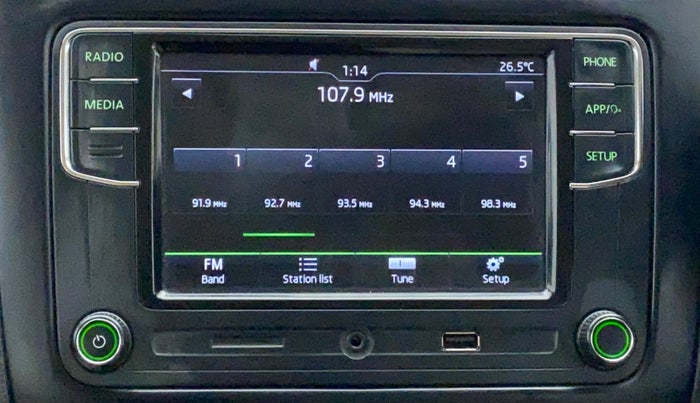 RADIO
MEDIA
PHONE
APP/
SETUP
1:14
26.5°C
107.9 MHz
1 2 3 4 5
91.9 MHz 92.7 MHz 93.5 MHz 94.3 MHz 98.3 MHz
FM
Band Station list Tune Setup